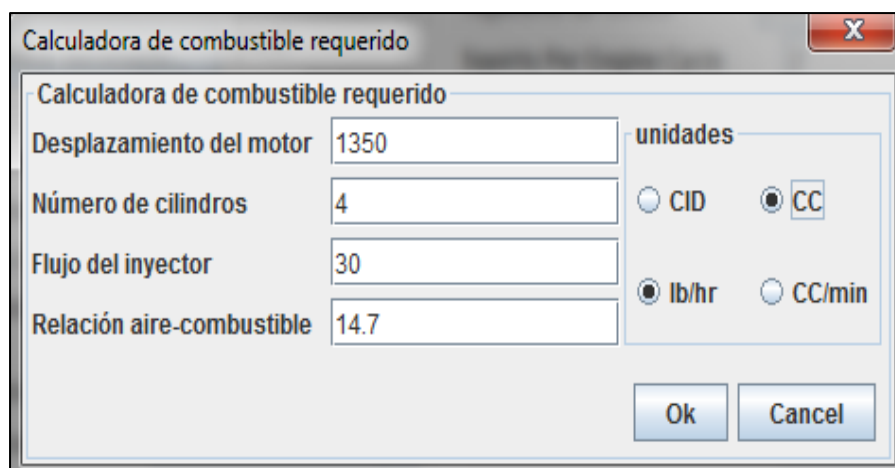 Calculadora de combustible requerido
X
Calculadora de combustible requerido
Desplazamiento del motor 1350
Número de cilindros 4
Flujo del inyector 30
Relación aire-combustible 14.7
unidades
CID CC
lb/hr CC/min
Ok Cancel